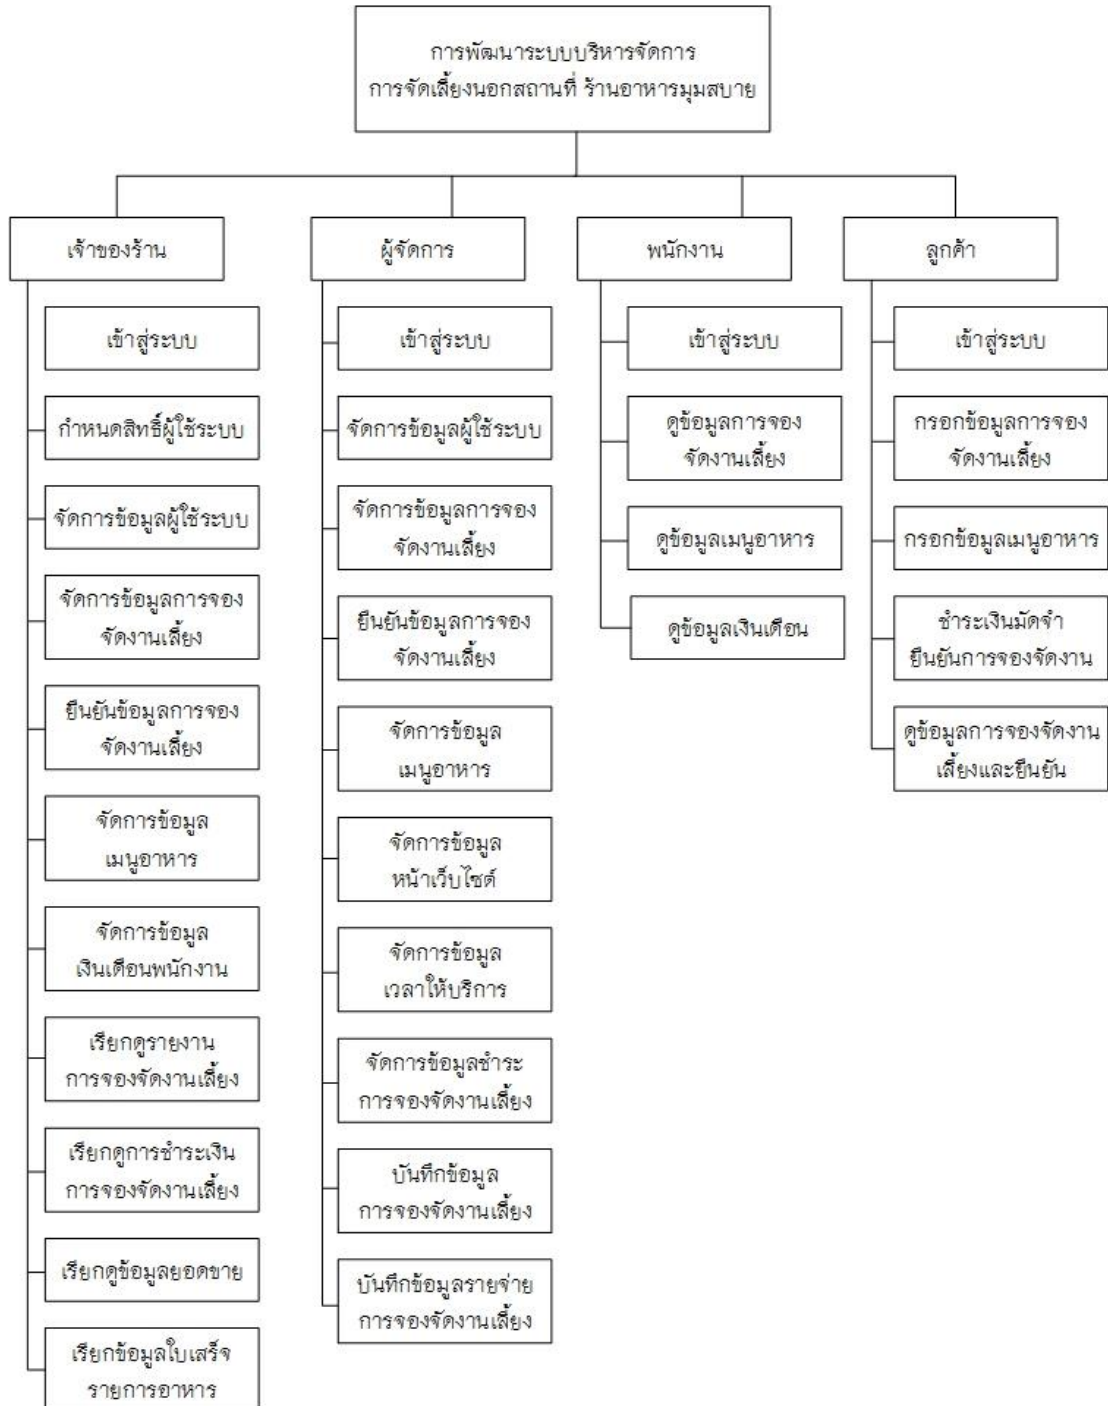 การพัฒนาระบบบริหารจัดการ
การจัดเลี้ยงนอกสถานที่ ร้านอาหารมุมสบาย
เจ้าของร้าน
เข้าสู่ระบบ
กำหนดสิทธิ์ผู้ใช้ระบบ
จัดการข้อมูลผู้ใช้ระบบ
จัดการข้อมูลการจอง
จัดงานเลี้ยง
ยืนยันข้อมูลการจอง
จัดงานเลี้ยง
จัดการข้อมูล
เมนูอาหาร
จัดการข้อมูล
เงินเดือนพนักงาน
เรียกดูรายงาน
การจองจัดงานเลี้ยง
เรียกดูการชำระเงิน
การจองจัดงานเลี้ยง
เรียกดูข้อมูลยอดขาย
เรียกข้อมูลใบเสร็จ
รายการอาหาร
ผู้จัดการ
เข้าสู่ระบบ
จัดการข้อมูลผู้ใช้ระบบ
จัดการข้อมูลการจอง
จัดงานเลี้ยง
ยืนยันข้อมูลการจอง
จัดงานเลี้ยง
จัดการข้อมูล
เมนูอาหาร
จัดการข้อมูล
หน้าเว็บไซต์
จัดการข้อมูล
เวลาให้บริการ
จัดการข้อมูลชำระ
การจองจัดงานเลี้ยง
บันทึกข้อมูล
การจองจัดงานเลี้ยง
บันทึกข้อมูลรายจ่าย
การจองจัดงานเลี้ยง
พนักงาน
เข้าสู่ระบบ
ดูข้อมูลการจอง
จัดงานเลี้ยง
ดูข้อมูลเมนูอาหาร
ดูข้อมูลเงินเดือน
ลูกค้า
เข้าสู่ระบบ
กรอกข้อมูลการจอง
จัดงานเลี้ยง
กรอกข้อมูลเมนูอาหาร
ชำระเงินมัดจำ
ยืนยันการจองจัดงาน
ดูข้อมูลการจองจัดงาน
เลี้ยงและยืนยัน